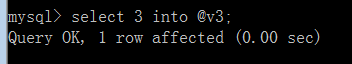 mysql> select 3 into @v3;
Query OK, 1 row affected (0.00 sec)